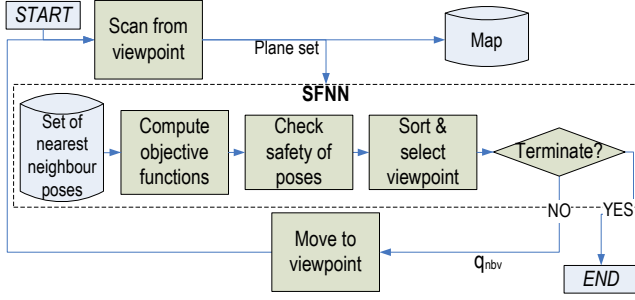 START
Scan from
viewpoint
Plane set
Map
SFNN
Set of
nearest
neighbour
poses
Compute
objective
functions
Check
safety of
poses
Sort &
select
viewpoint
Terminate?
NO
YES
Move to
viewpoint
qnbv
END